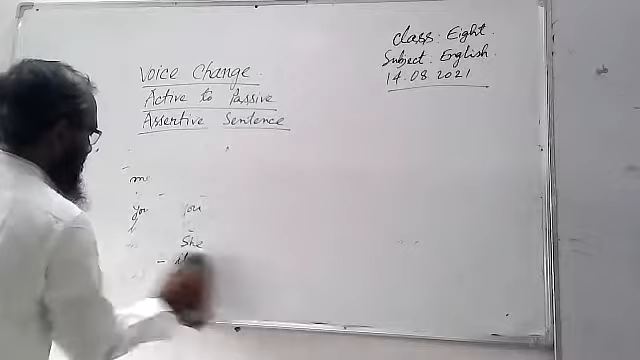 Class: Eight.
Subject: English.
14.08.2021
Voice Change.
Active to Passive
Assertive Sentence
me
you you
She